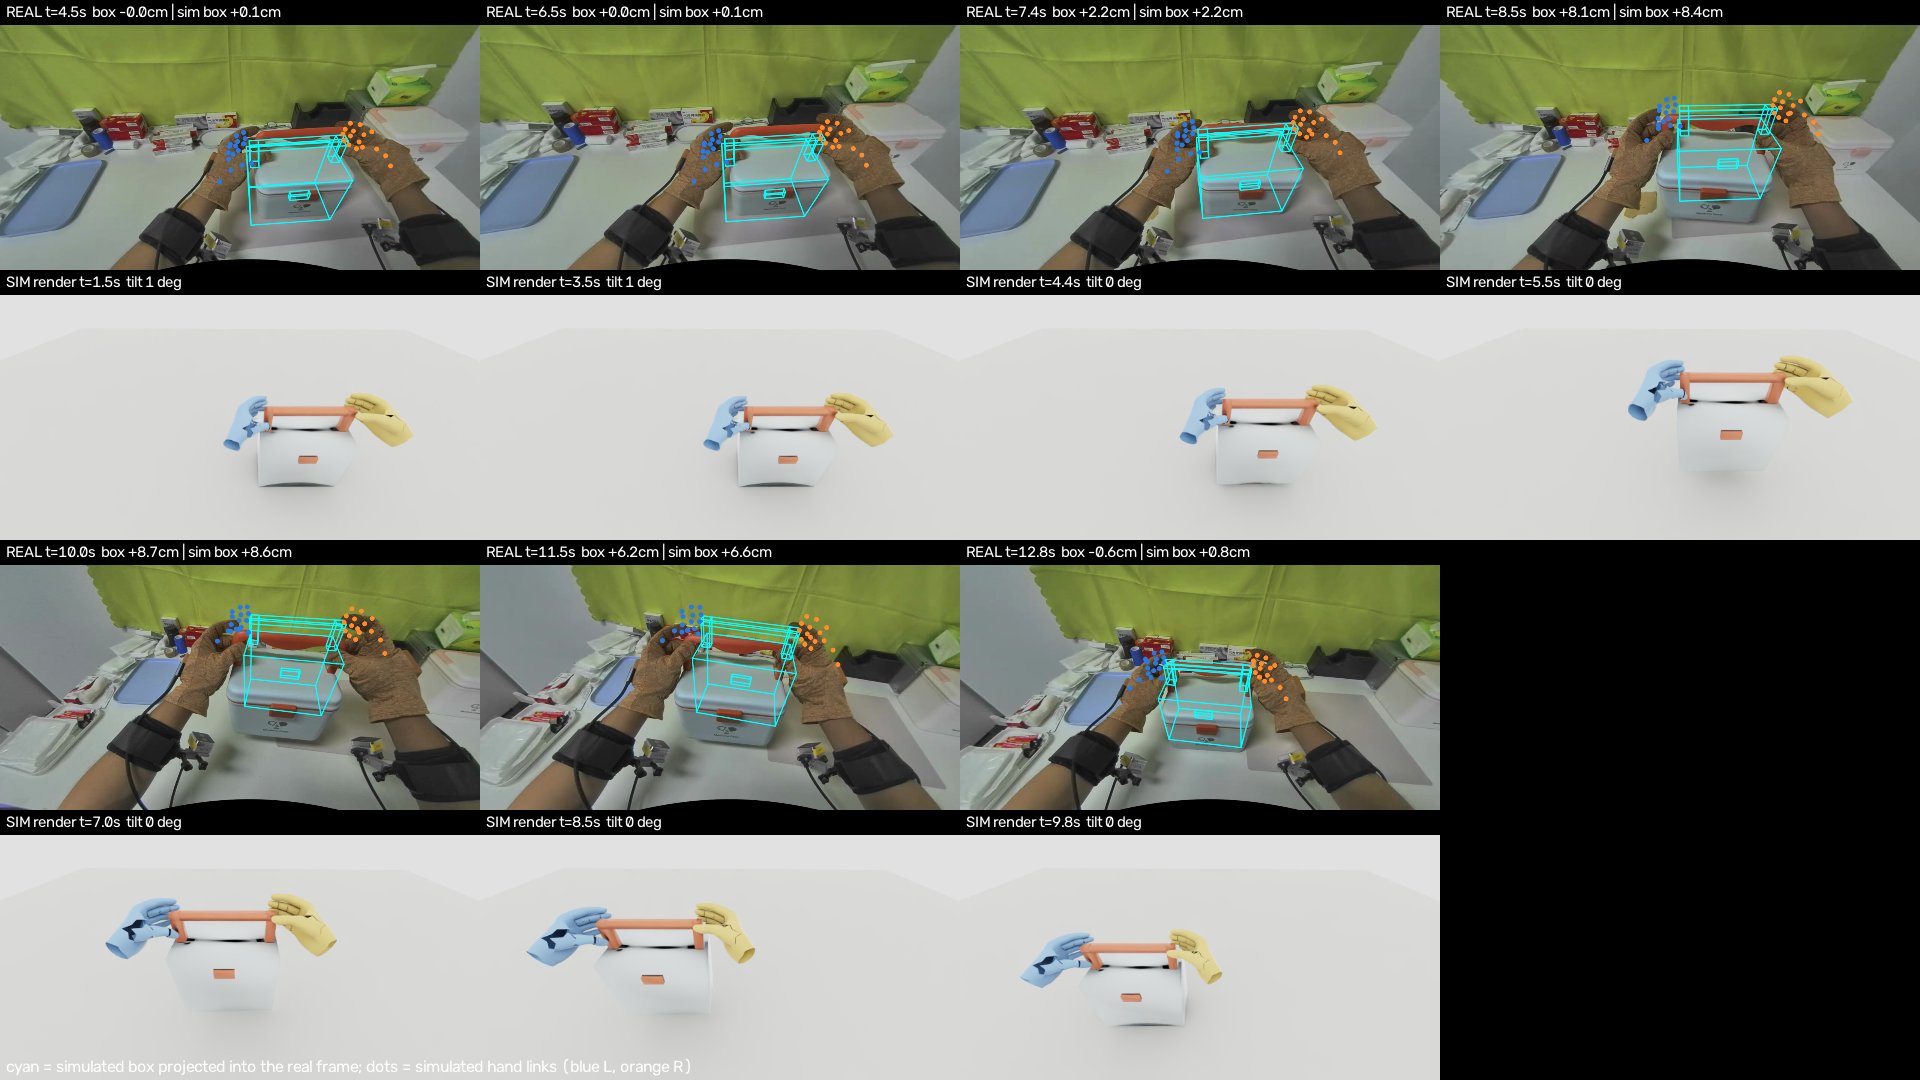 REAL t=4.5s box -0.0cm | sim box +0.1cm
REAL t=6.5s box +0.0cm | sim box +0.1cm
REAL t=7.4s box +2.2cm | sim box +2.2cm
REAL t=8.5s box +8.1cm | sim box +8.4cm
SIM render t=1.5s tilt 1 deg
SIM render t=3.5s tilt 1 deg
SIM render t=4.4s tilt 0 deg
SIM render t=5.5s tilt 0 deg
REAL t=10.0s box +8.7cm | sim box +8.6cm
REAL t=11.5s box +6.2cm | sim box +6.6cm
REAL t=12.8s box -0.6cm | sim box +0.8cm
SIM render t=7.0s tilt 0 deg
SIM render t=8.5s tilt 0 deg
SIM render t=9.8s tilt 0 deg
cyan = simulated box projected into the real frame; dots = simulated hand links (blue L, orange R)